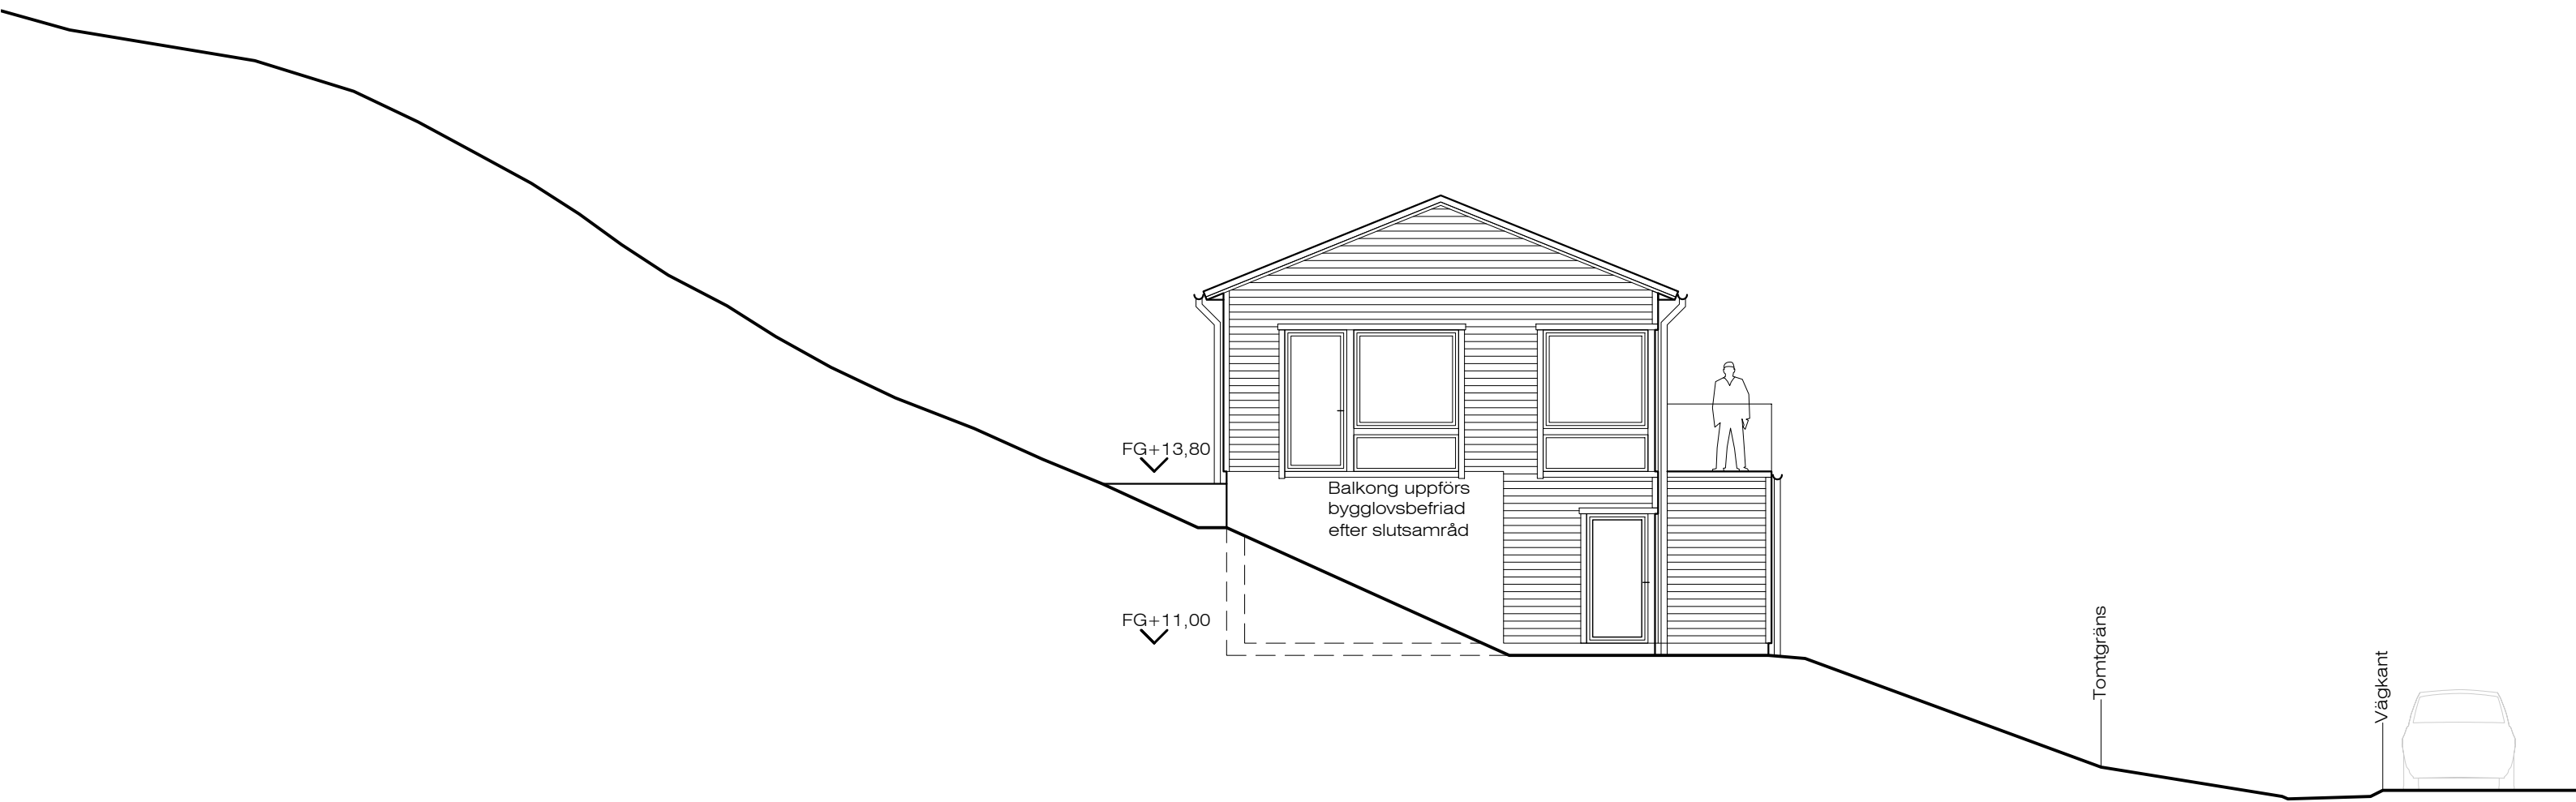 FG+13,80
Balkong uppförs
bygglovsbefriad
efter slutsamråd
FG+11,00
Tomtgräns
Vägkant